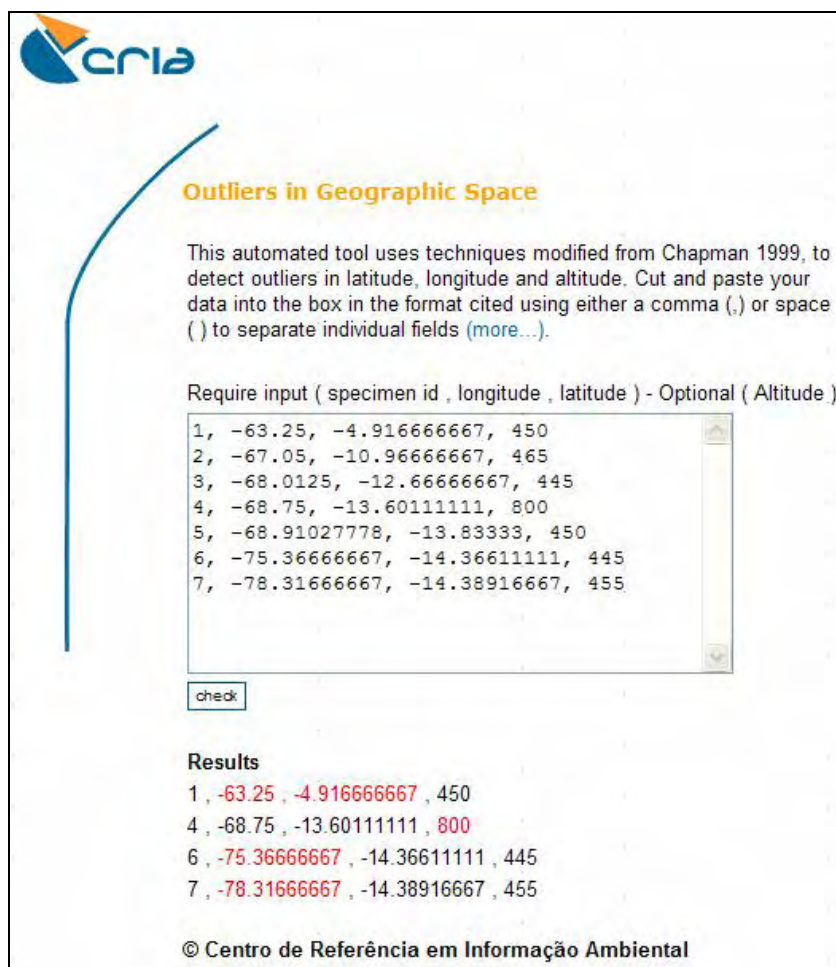 cria
Outliers in Geographic Space
This automated tool uses techniques modified from Chapman 1999, to
detect outliers in latitude, longitude and altitude. Cut and paste your
data into the box in the format cited using either a comma (,) or space
( ) to separate individual fields (more...).
Require input ( specimen id , longitude , latitude ) - Optional ( Altitude )
1, -63.25, -4.916666667, 450
2, -67.05, -10.96666667, 465
3, -68.0125, -12.66666667, 445
4, -68.75, -13.60111111, 800
5, -68.91027778, -13.83333, 450
6, -75.36666667, -14.36611111, 445
7, -78.31666667, -14.38916667, 455
check
Results
1 , -63.25 , -4.916666667 , 450
4 , -68.75 , -13.60111111 , 800
6 , -75.36666667 , -14.36611111 , 445
7 , -78.31666667 , -14.38916667 , 455
© Centro de Referência em Informação Ambiental